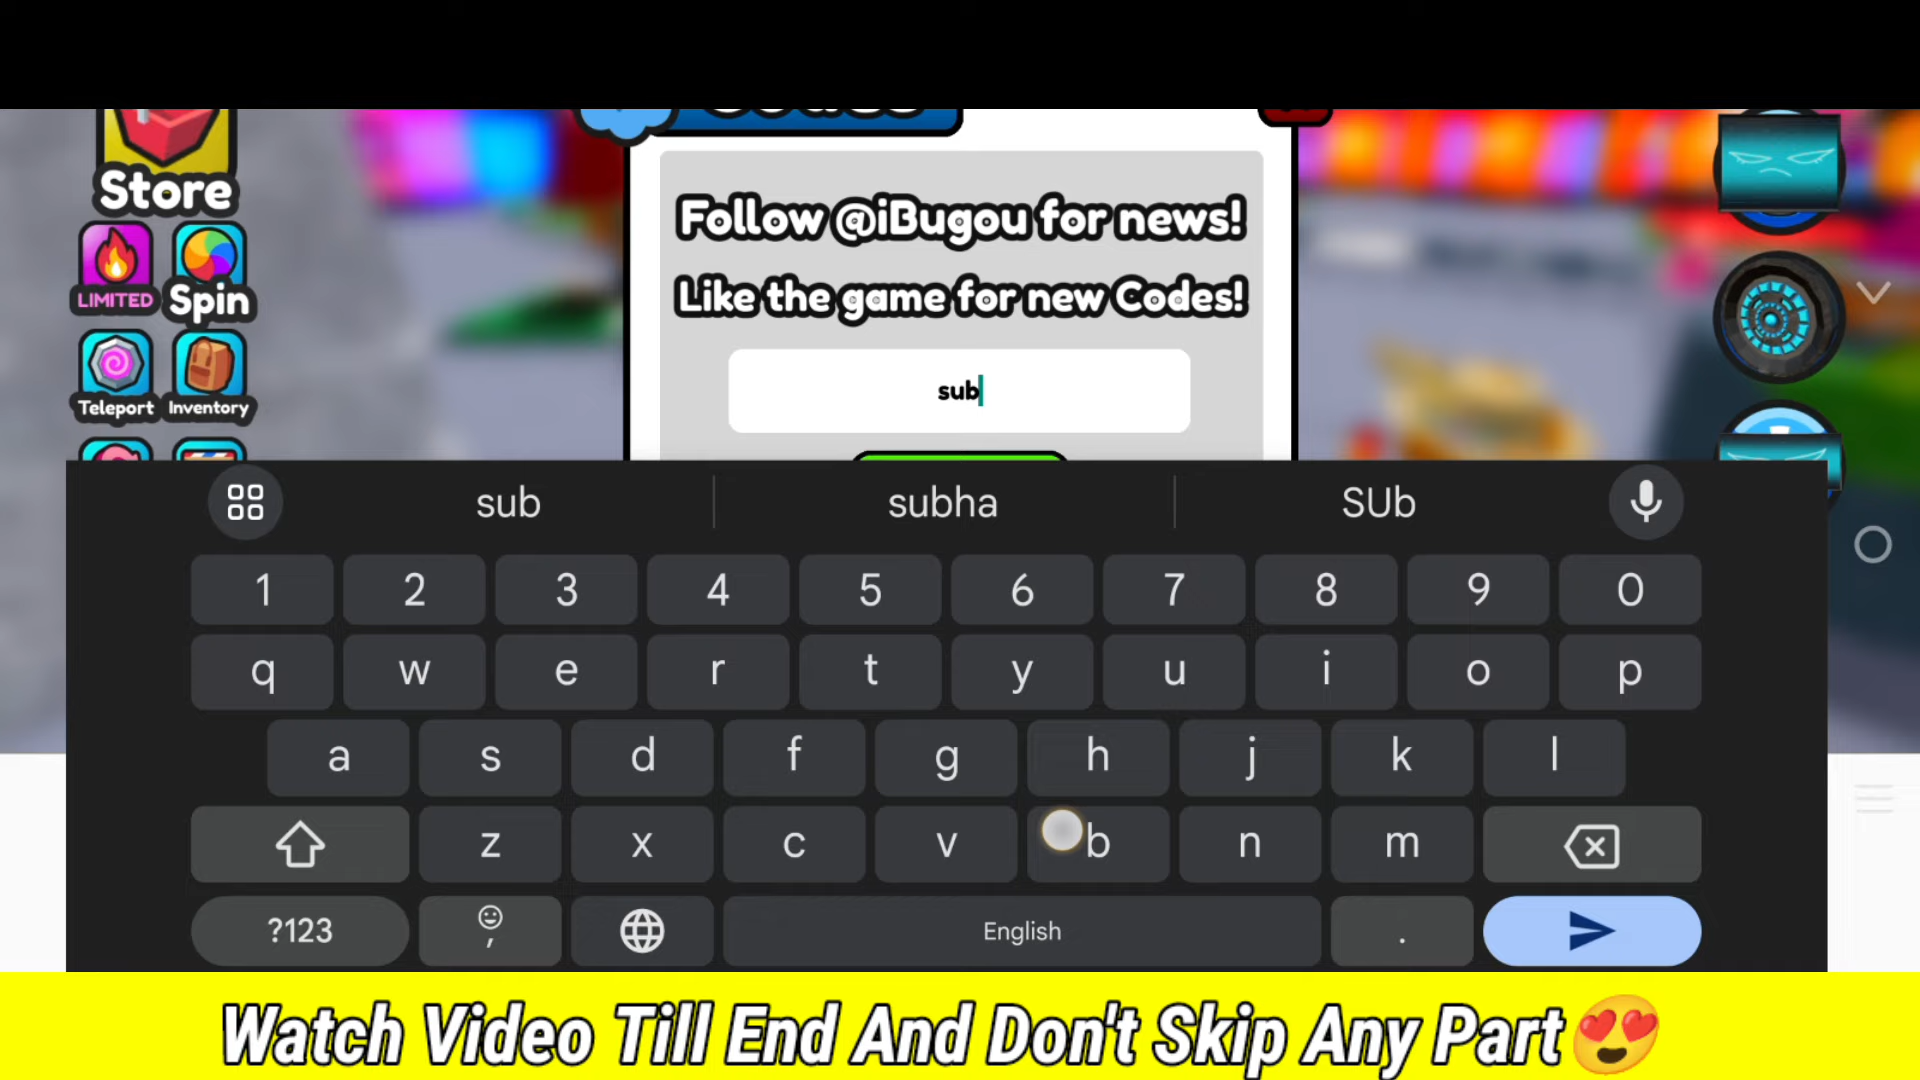 Store
Follow @iBugou for news!
LIMITED
Spin
Like the game for new Codes!
Teleport
Inventory
sub
sub
subha
SUb
1 2 3 4 5 6 7 8 9 0
q w e r t y u i o p
a s d f g h j k l
z x c v b n m
?123
,
English
.
Watch Video Till End And Don't Skip Any Part😍